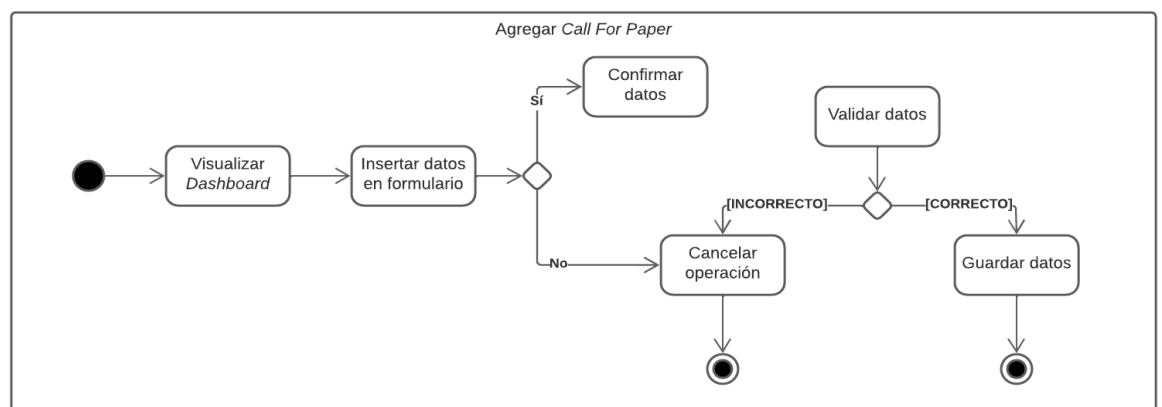 Agregar Call For Paper
Confirmar
datos
Sí
Validar datos
Visualizar
Dashboard
Insertar datos
en formulario
[INCORRECTO]
[CORRECTO]
No
Cancelar
operación
Guardar datos